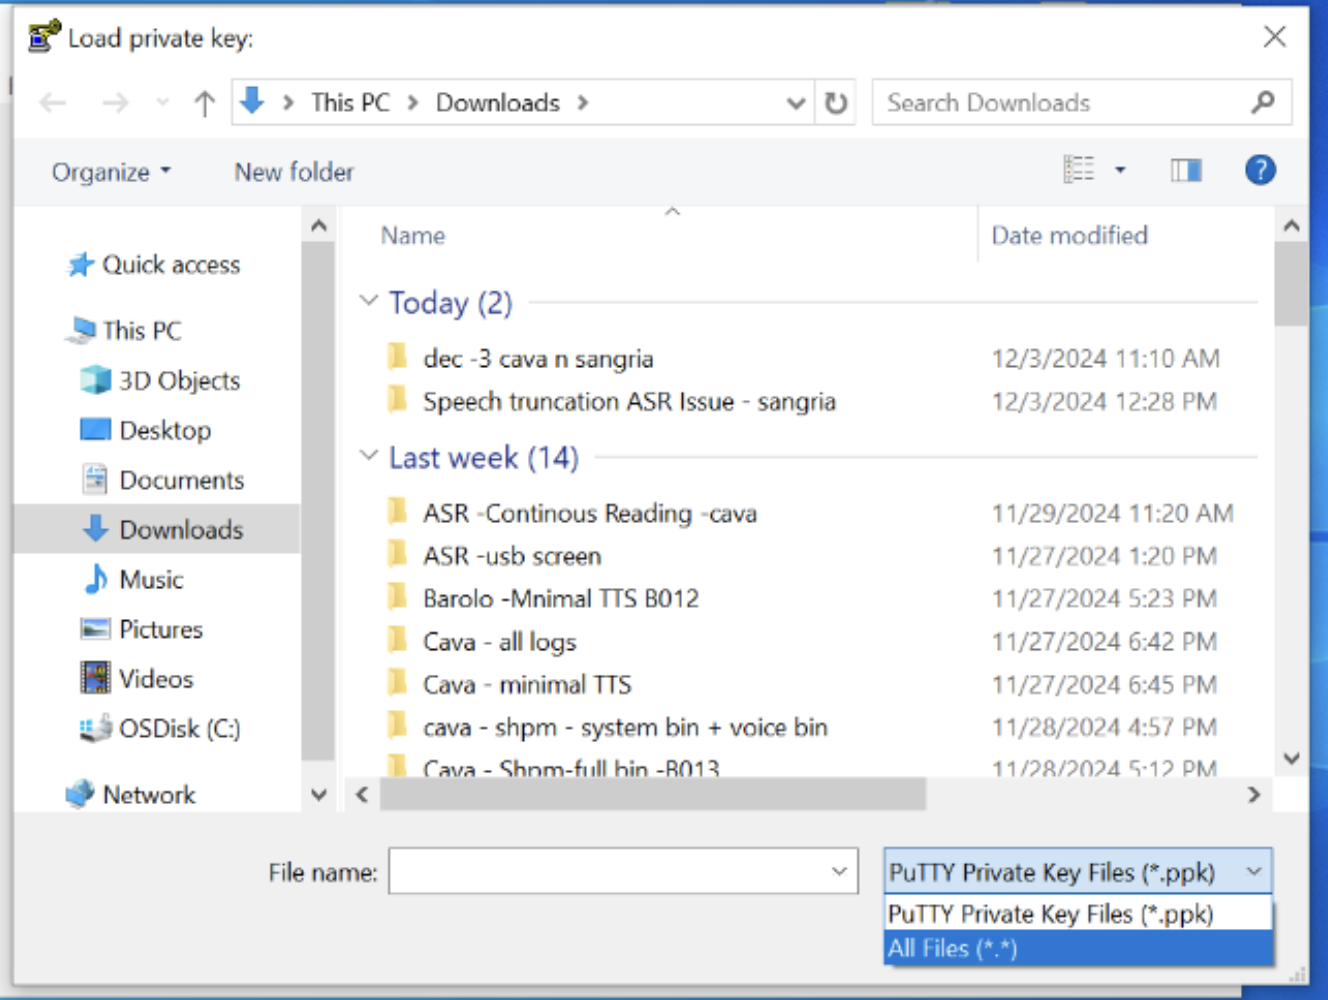 Load private key:
This PC > Downloads >
Search Downloads
Organize
New folder
?
Name
Date modified
Quick access
This PC
3D Objects
Desktop
Documents
Downloads
Music
Pictures
Videos
OSDisk (C:)
Network
Today (2)
dec -3 cava n sangria 12/3/2024 11:10 AM
Speech truncation ASR Issue - sangria 12/3/2024 12:28 PM
Last week (14)
ASR -Continous Reading -cava 11/29/2024 11:20 AM
ASR -usb screen 11/27/2024 1:20 PM
Barolo -Mnimal TTS B012 11/27/2024 5:23 PM
Cava - all logs 11/27/2024 6:42 PM
Cava - minimal TTS 11/27/2024 6:45 PM
cava - shpm - system bin + voice bin 11/28/2024 4:57 PM
Cava - Shpm-full bin -B013 11/28/2024 5:12 PM
File name:
PuTTY Private Key Files (*.ppk)
PuTTY Private Key Files (*.ppk)
All Files (*.*)